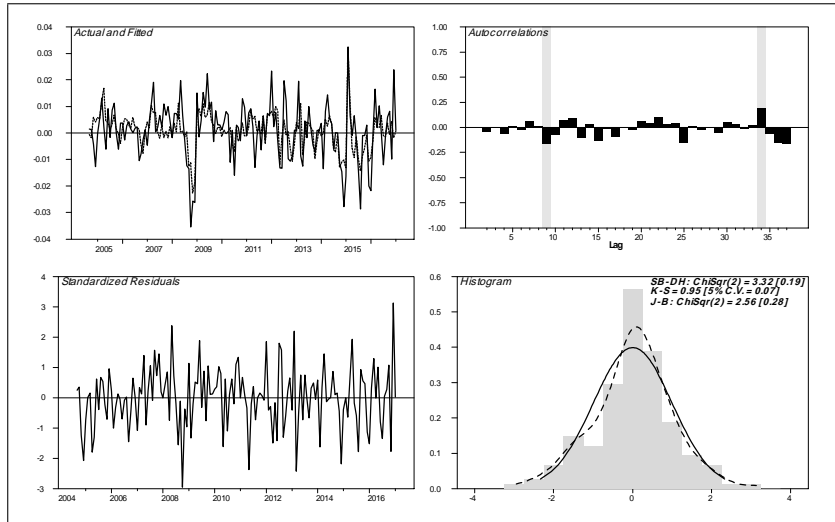 Actual and Fitted
0.04
0.03
0.02
0.01
0.00
-0.01
-0.02
-0.03
-0.04
2005 2007 2009 2011 2013 2015
Autocorrelations
1.00
0.75
0.50
0.25
0.00
-0.25
-0.50
-0.75
-1.00
5 10 15 20 25 30 35
Lag
Standardized Residuals
4
3
2
1
0
-1
-2
-3
2004 2006 2008 2010 2012 2014 2016
Histogram
SB-DH: ChiSqr(2) = 3.32 [0.19]
K-S = 0.95 [5% C.V. = 0.07]
J-B: ChiSqr(2) = 2.56 [0.28]
0.6
0.5
0.4
0.3
0.2
0.1
0.0
-4 -2 0 2 4